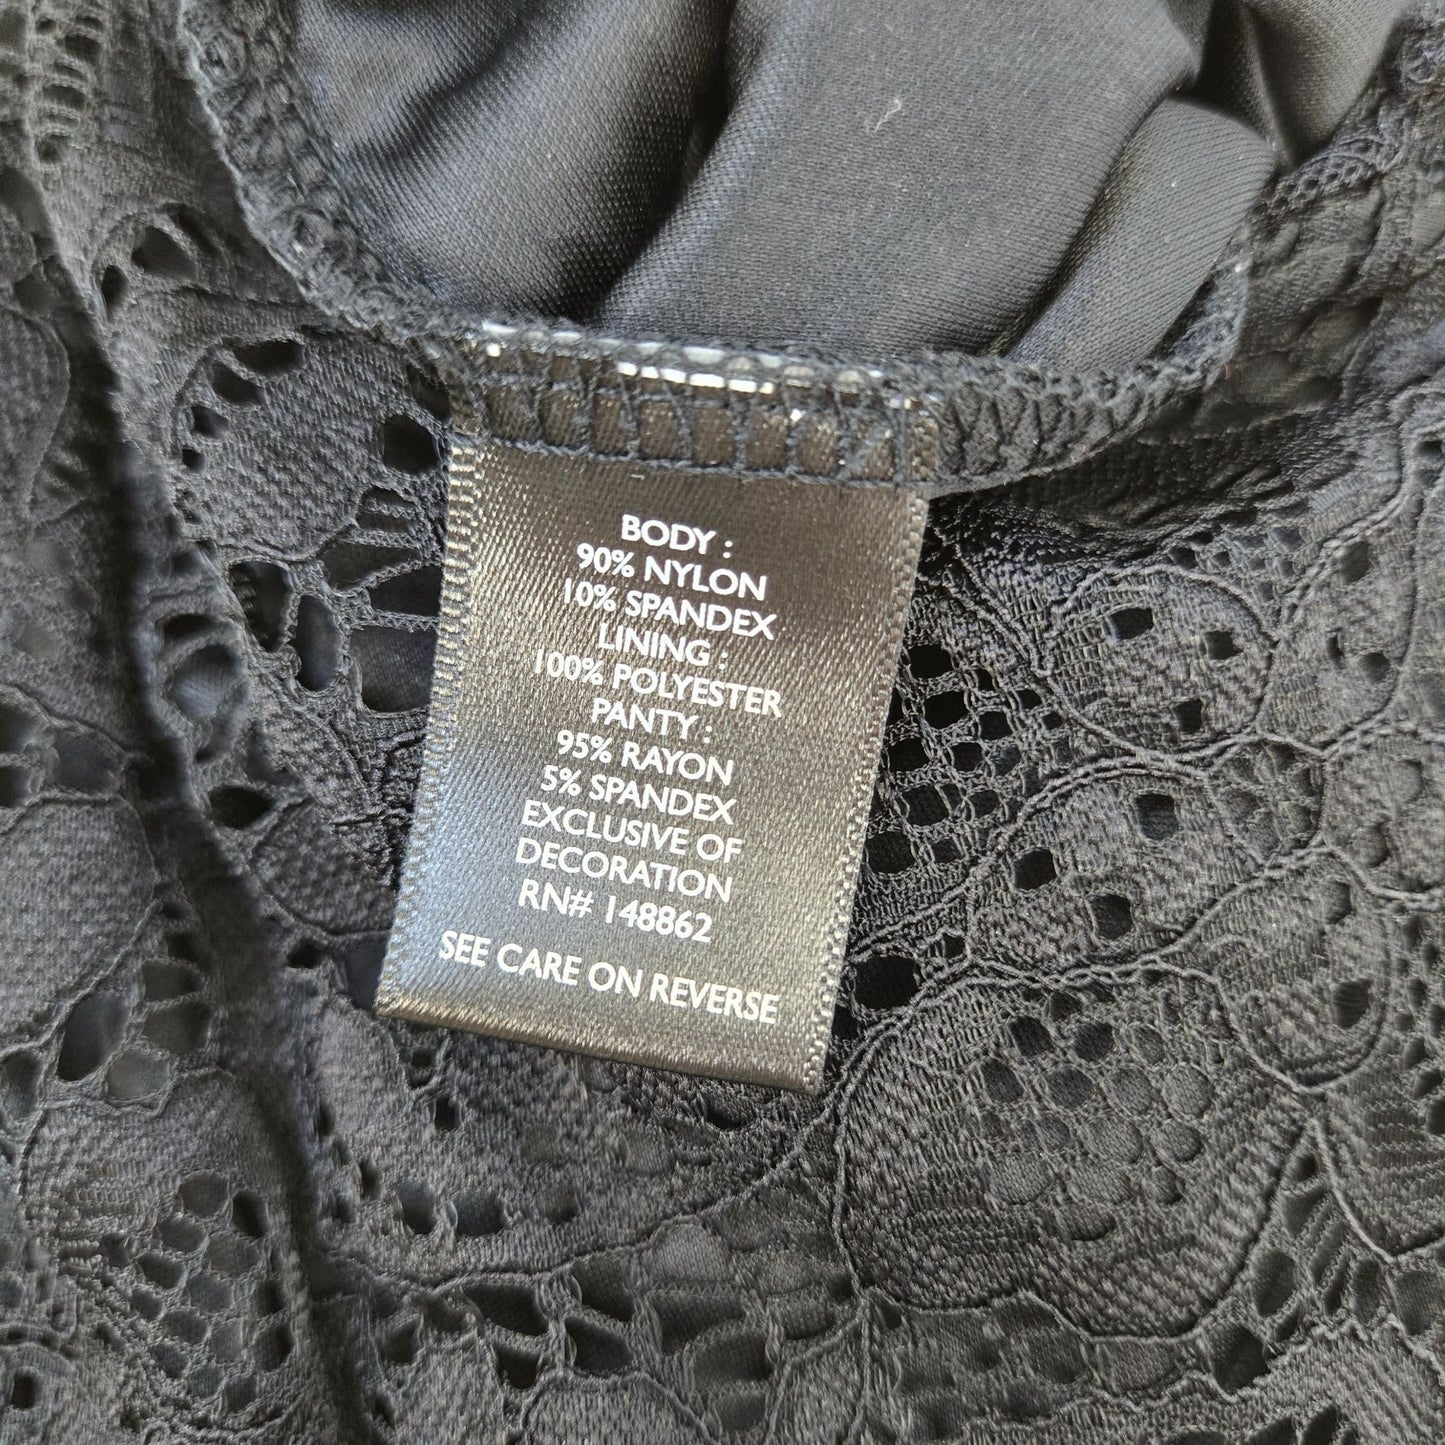 BODY :
90% NYLON
10% SPANDEX
LINING :
100% POLYESTER
PANTY :
95% RAYON
5% SPANDEX
EXCLUSIVE OF
DECORATION
RN# 148862
SEE CARE ON REVERSE